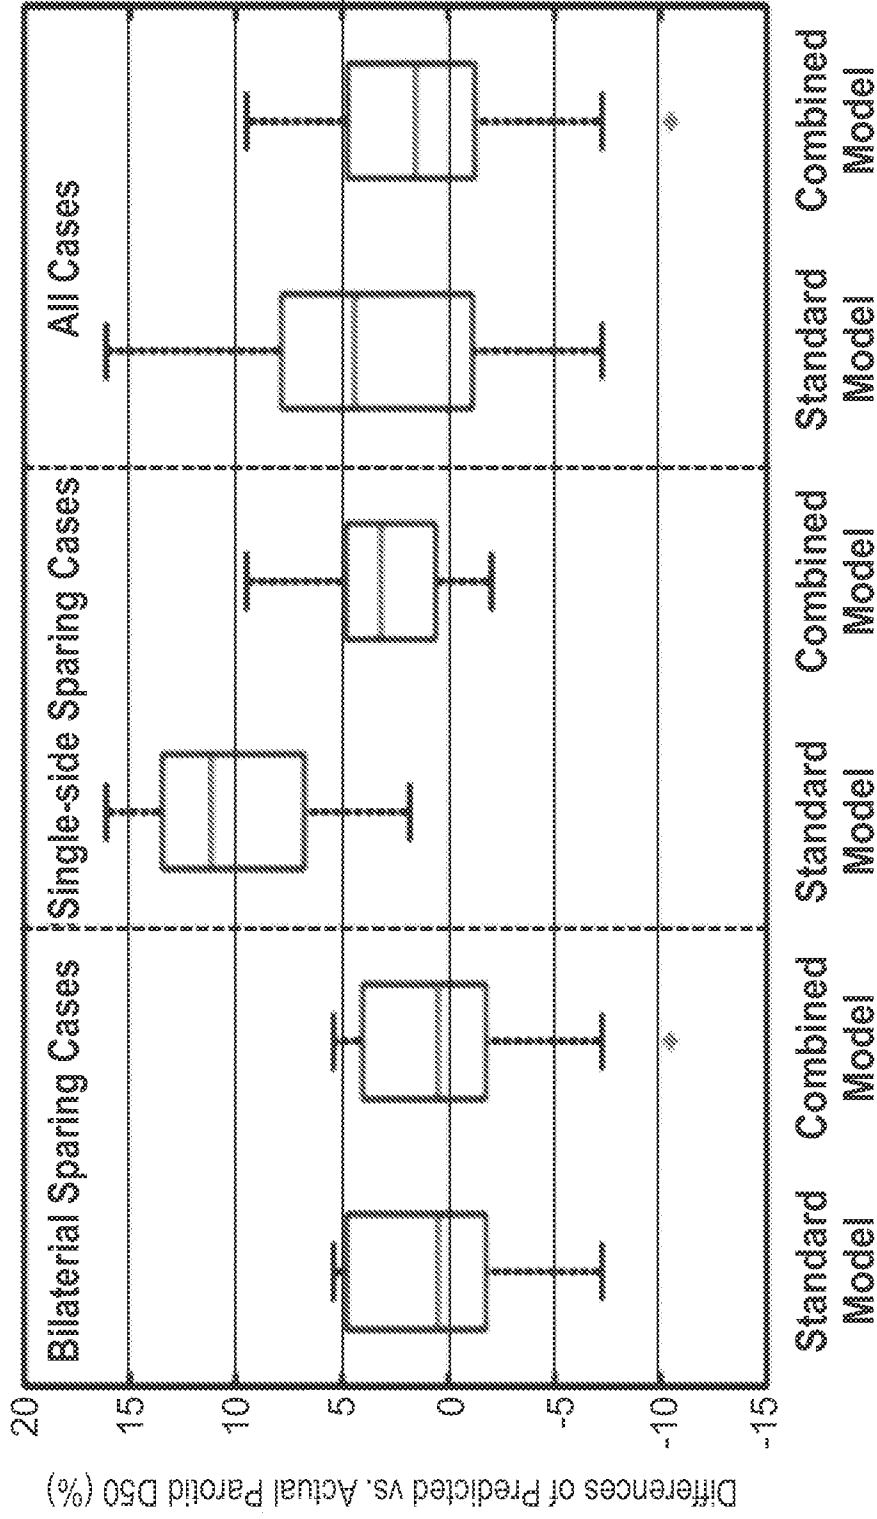 Bilaterial Sparing Cases
Single-side Sparing Cases
All Cases
Differences of Predicted vs. Actual Parotid D50 (%)
20
15
10
5
0
-5
-10
-15
Standard
Model
Combined
Model
Standard
Model
Combined
Model
Standard
Model
Combined
Model